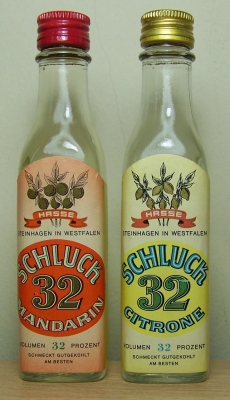 HASSE
STEINHAGEN IN WESTFALEN
SCHLUCK
32
MANDARIN
VOLUMEN 32 PROZENT
SCHMECKT GUTGEKÜHLT
AM BESTEN
HASSE
STEINHAGEN IN WESTFALEN
SCHLUCK
32
CITRONE
VOLUMEN 32 PROZENT
SCHMECKT GUTGEKÜHLT
AM BESTEN